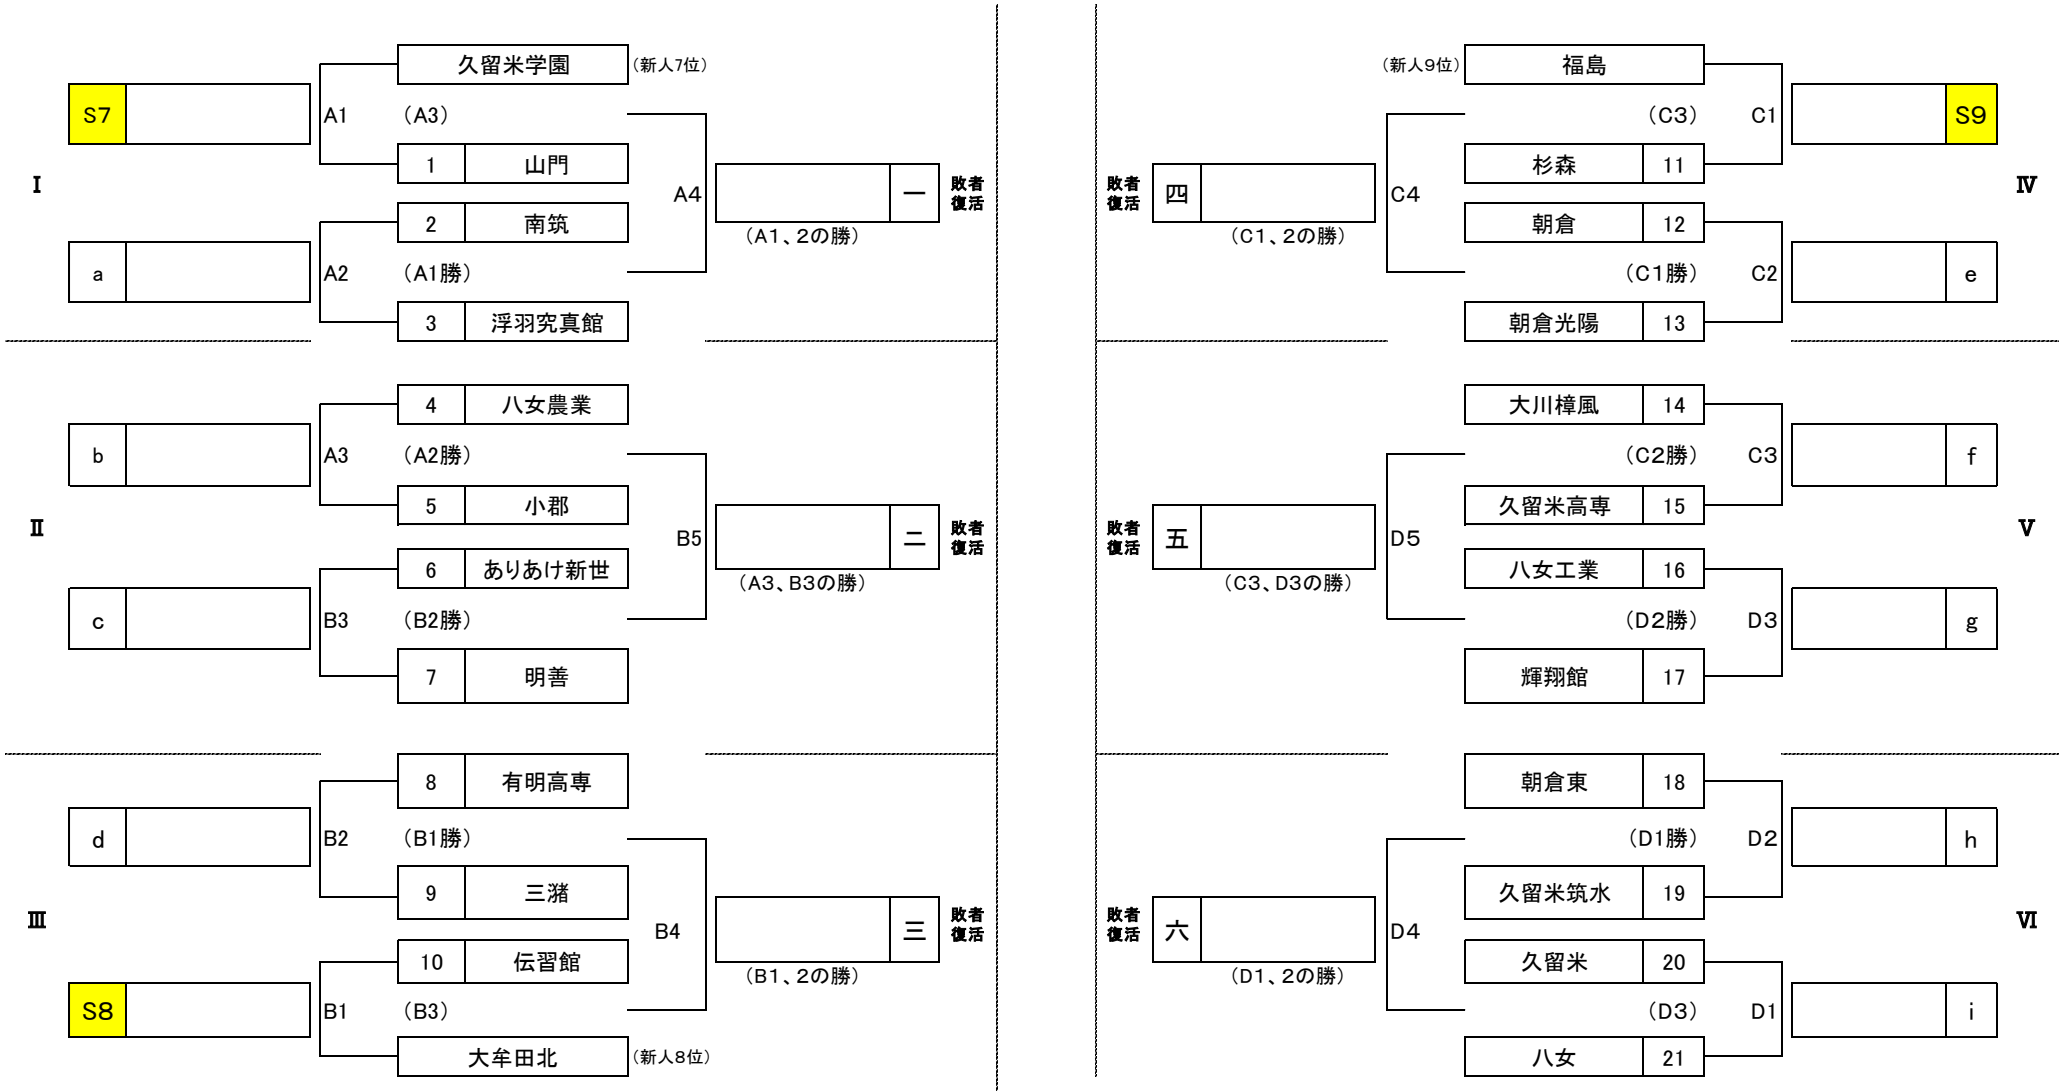 久留米学園 (新人7位)
S7
A1 (A3)
1 山門
Ⅰ
A4
一 敗者
復活
2 南筑
(A1、2の勝)
a
A2 (A1勝)
3 浮羽究真館
4 八女農業
b
A3 (A2勝)
5 小郡
Ⅱ
B5
二 敗者
復活
6 ありあけ新世
(A3、B3の勝)
c
B3 (B2勝)
7 明善
8 有明高専
d
B2 (B1勝)
9 三潴
Ⅲ
B4
三 敗者
復活
10 伝習館
(B1、2の勝)
S8
B1 (B3)
大牟田北 (新人8位)
(新人9位) 福島
(C3) C1
S9
杉森 11
Ⅳ
敗者
復活 四
C4
朝倉 12
(C1、2の勝)
(C1勝) C2
e
朝倉光陽 13
大川樟風 14
(C2勝) C3
f
久留米高専 15
Ⅴ
敗者
復活 五
D5
八女工業 16
(C3、D3の勝)
(D2勝) D3
g
輝翔館 17
朝倉東 18
(D1勝) D2
h
久留米筑水 19
Ⅵ
敗者
復活 六
D4
久留米 20
(D1、2の勝)
(D3) D1
i
八女 21